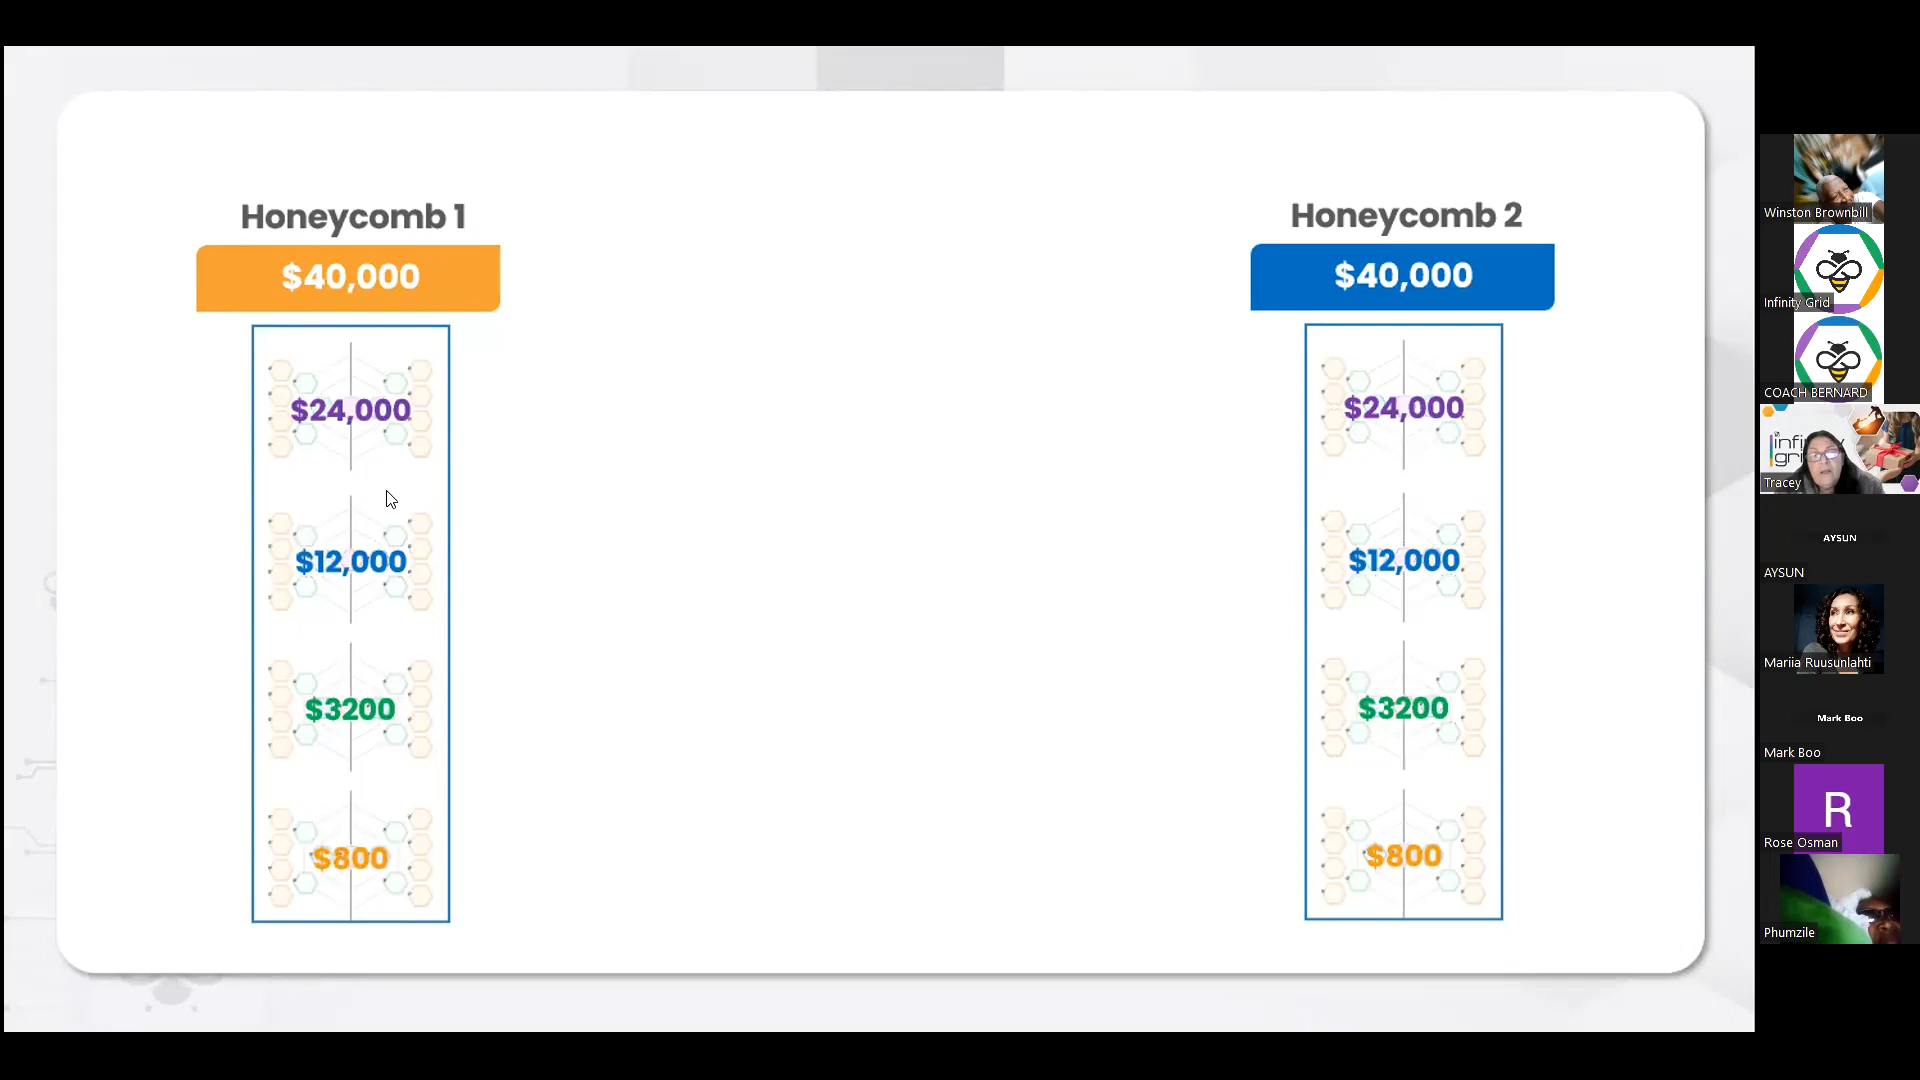 Honeycomb 1
$40,000
$24,000
$12,000
$3200
$800
Honeycomb 2
$40,000
$24,000
$12,000
$3200
$800
Winston Brownbill
Infinity Grid
COACH BERNARD
Tracey
AYSUN
AYSUN
Mariia Ruusunlahti
Mark Boo
Mark Boo
R
Rose Osman
Phumzile